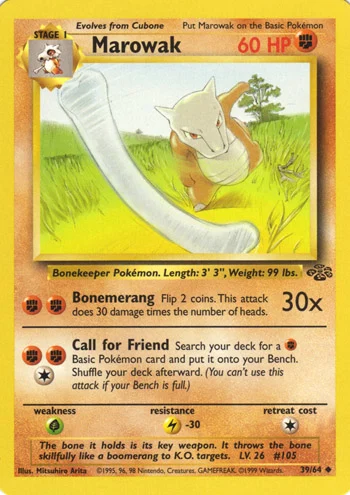 Evolves from Cubone
Put Marowak on the Basic Pokémon
STAGE 1
Marowak
60 HP
Bonekeeper Pokémon. Length: 3' 3", Weight: 99 lbs.
Bonemerang Flip 2 coins. This attack
does 30 damage times the number of heads.
30x
Call for Friend Search your deck for a
Basic Pokémon card and put it onto your Bench.
Shuffle your deck afterward. (You can't use this
attack if your Bench is full.)
weakness
resistance
retreat cost
-30
The bone it holds is its key weapon. It throws the bone
skillfully like a boomerang to K.O. targets. LV. 26 #105
Illus. Mitsuhiro Arita
©1995, 96, 98 Nintendo, Creatures, GAMEFREAK. ©1999 Wizards.
39/64